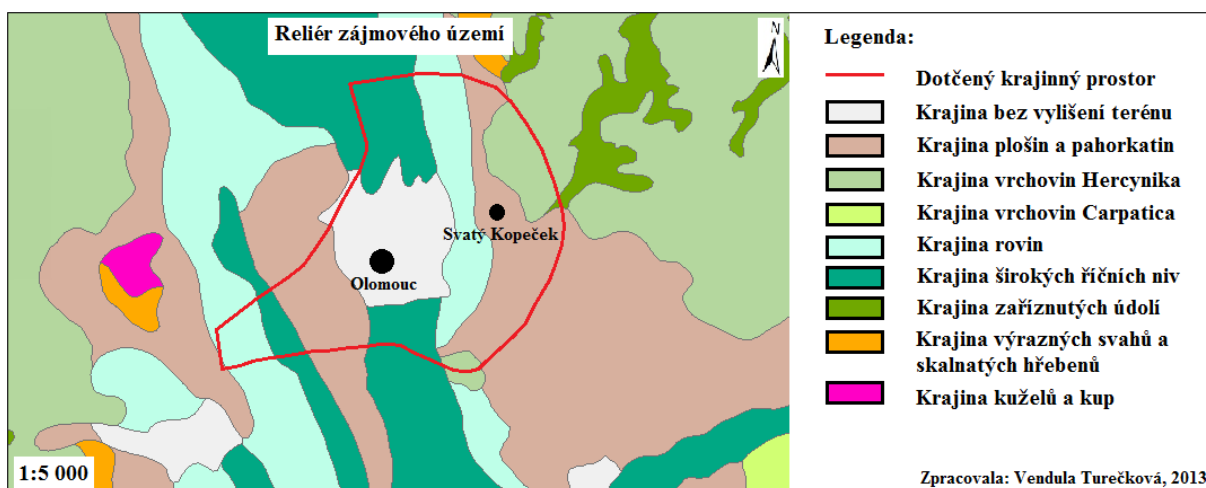 Reliér zájmového území
N
Svatý Kopeček
Olomouc
1:5 000
Legenda:
Dotčený krajinný prostor
Krajina bez vylišení terénu
Krajina plošin a pahorkatin
Krajina vrchovin Hercynika
Krajina vrchovin Carpatica
Krajina rovin
Krajina širokých říčních niv
Krajina zaříznutých údolí
Krajina výrazných svahů a
skalnatých hřebenů
Krajina kuželů a kup
Zpracovala: Vendula Turečková, 2013